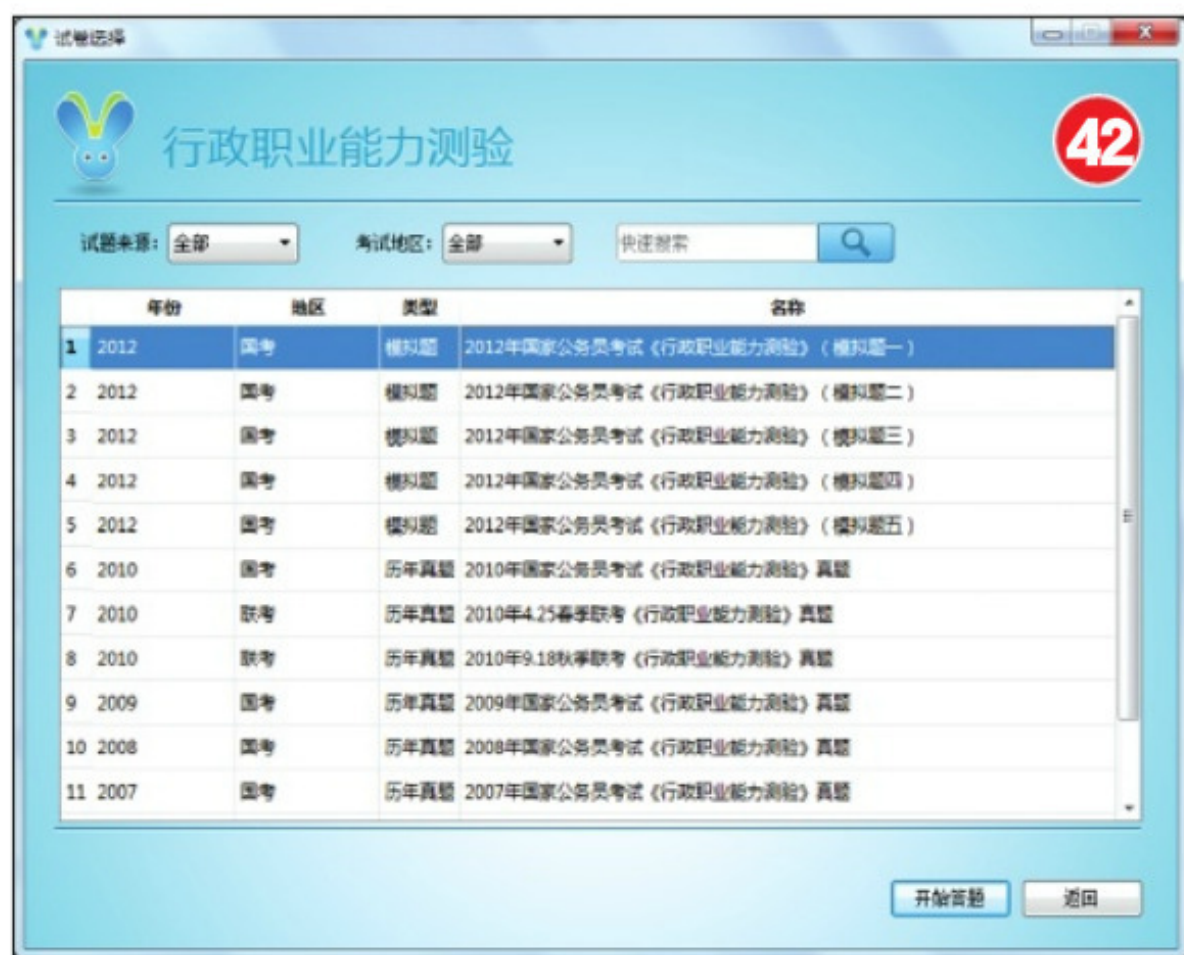 试卷选择
行政职业能力测验
42
试题来源： 全部 考试地区： 全部 快速搜索
年份 地区 类型 名称
1 2012 国考 模拟题 2012年国家公务员考试《行政职业能力测验》（模拟题一）
2 2012 国考 模拟题 2012年国家公务员考试《行政职业能力测验》（模拟题二）
3 2012 国考 模拟题 2012年国家公务员考试《行政职业能力测验》（模拟题三）
4 2012 国考 模拟题 2012年国家公务员考试《行政职业能力测验》（模拟题四）
5 2012 国考 模拟题 2012年国家公务员考试《行政职业能力测验》（模拟题五）
6 2010 国考 历年真题 2010年国家公务员考试《行政职业能力测验》真题
7 2010 联考 历年真题 2010年4.25春季联考《行政职业能力测验》真题
8 2010 联考 历年真题 2010年9.18秋季联考《行政职业能力测验》真题
9 2009 国考 历年真题 2009年国家公务员考试《行政职业能力测验》真题
10 2008 国考 历年真题 2008年国家公务员考试《行政职业能力测验》真题
11 2007 国考 历年真题 2007年国家公务员考试《行政职业能力测验》真题
开始答题 返回